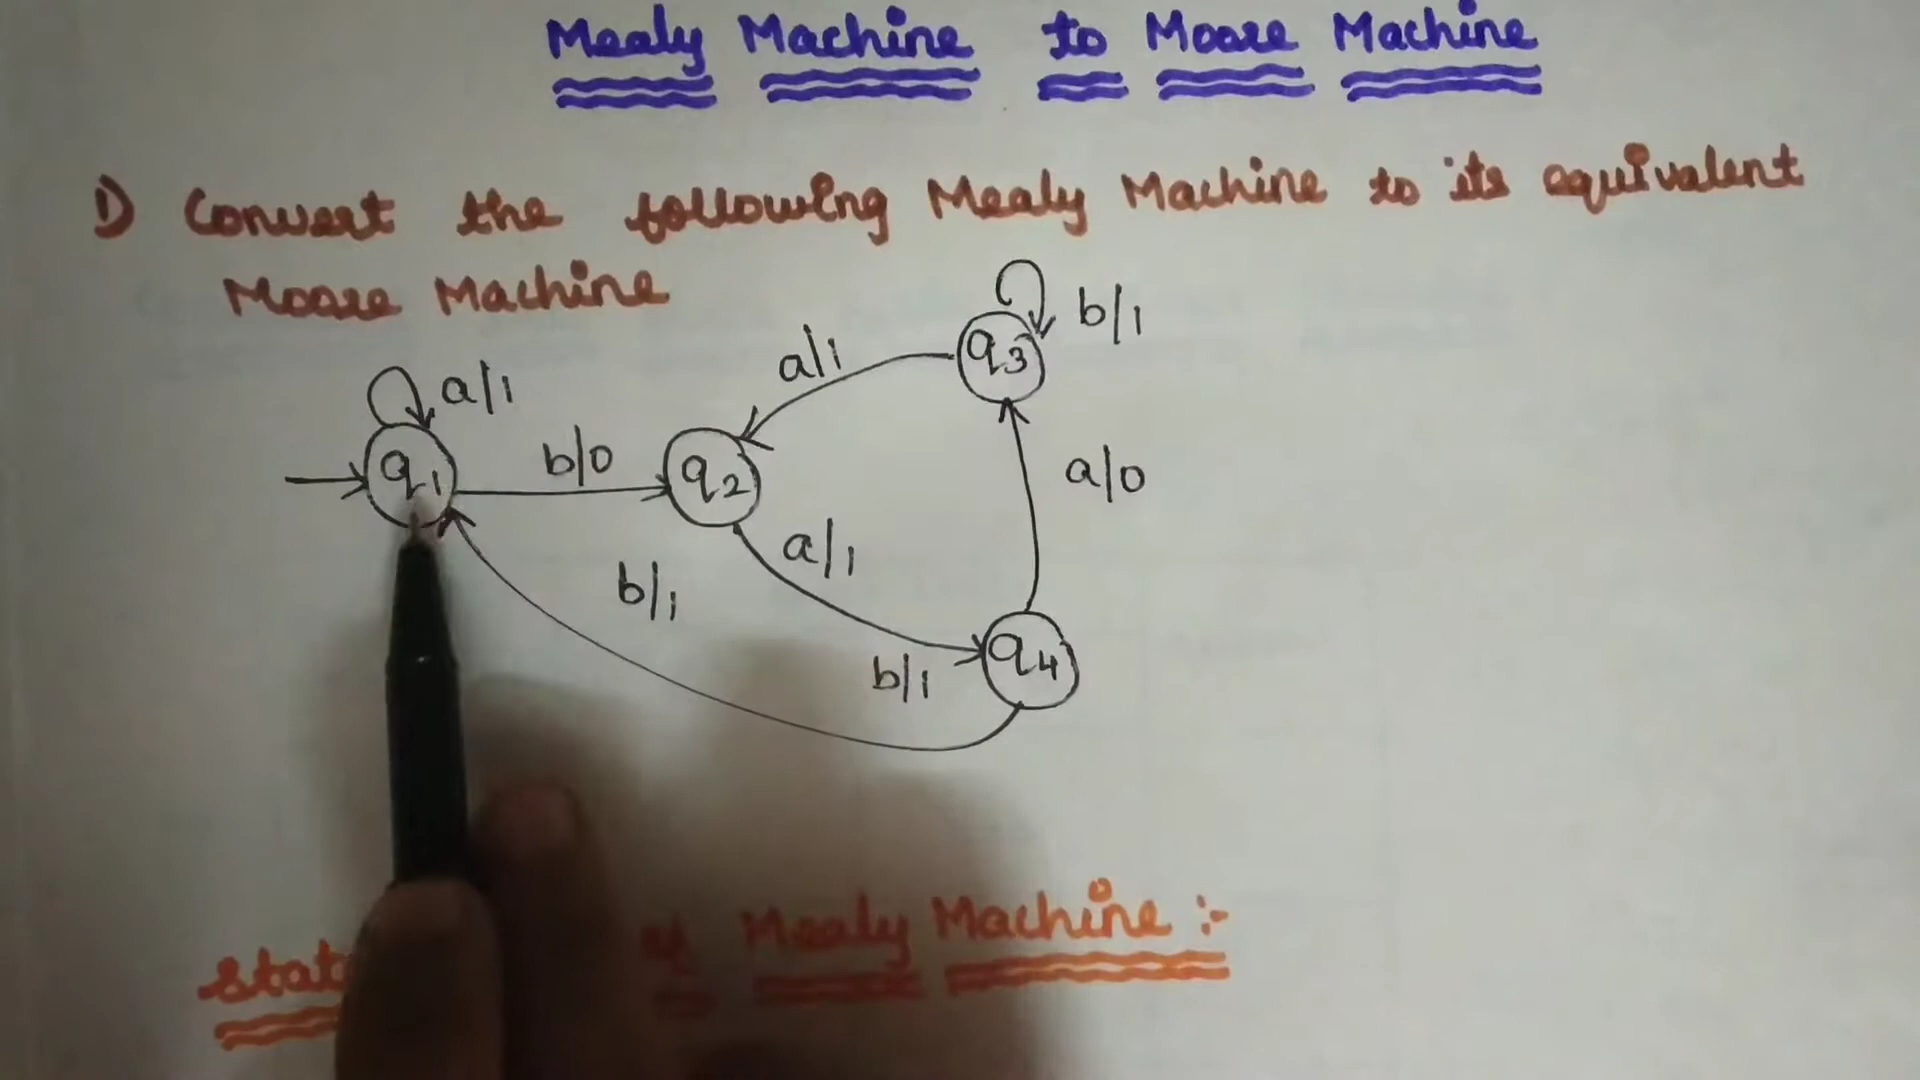 Mealy Machine to Moore Machine
1) Convert the following Mealy Machine to its equivalent
Moore Machine
b/1
a/1
q3
a/1
q1
b/0
q2
a/0
a/1
b/1
b/1
q4
Mealy Machine :-